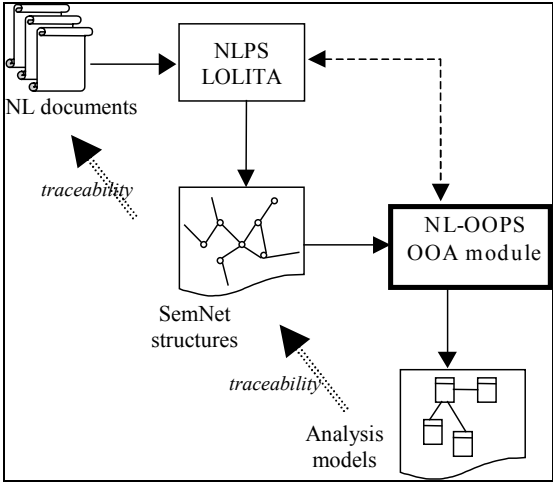 NLPS
LOLITA
NL documents
traceability
NL-OOPS
OOA module
SemNet
structures
traceability
Analysis
models